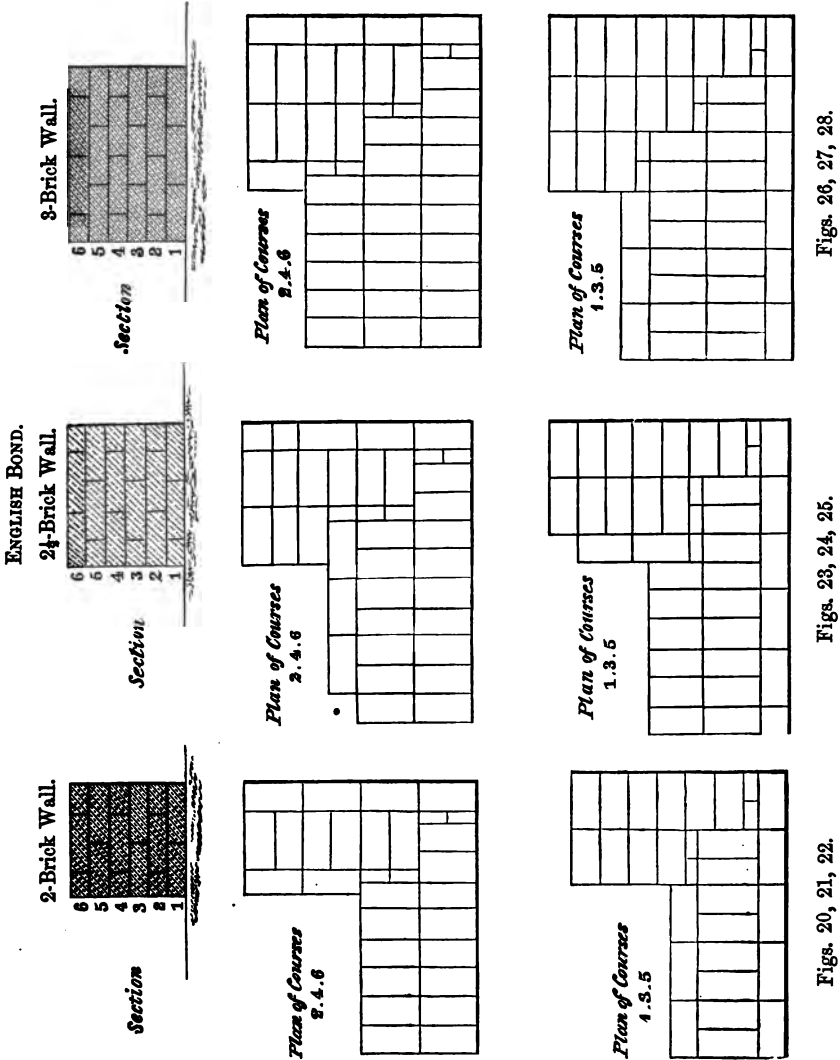 ENGLISH BOND.
2-Brick Wall.
2½-Brick Wall.
3-Brick Wall.
Section
6
5
4
3
2
1
Section
6
5
4
3
2
1
Section
6
5
4
3
2
1
Plan of Courses
2.4.6
Plan of Courses
2.4.6
Plan of Courses
2.4.6
Plan of Courses
1.3.5
Plan of Courses
1.3.5
Plan of Courses
1.3.5
Figs. 20, 21, 22.
Figs. 23, 24, 25.
Figs. 26, 27, 28.